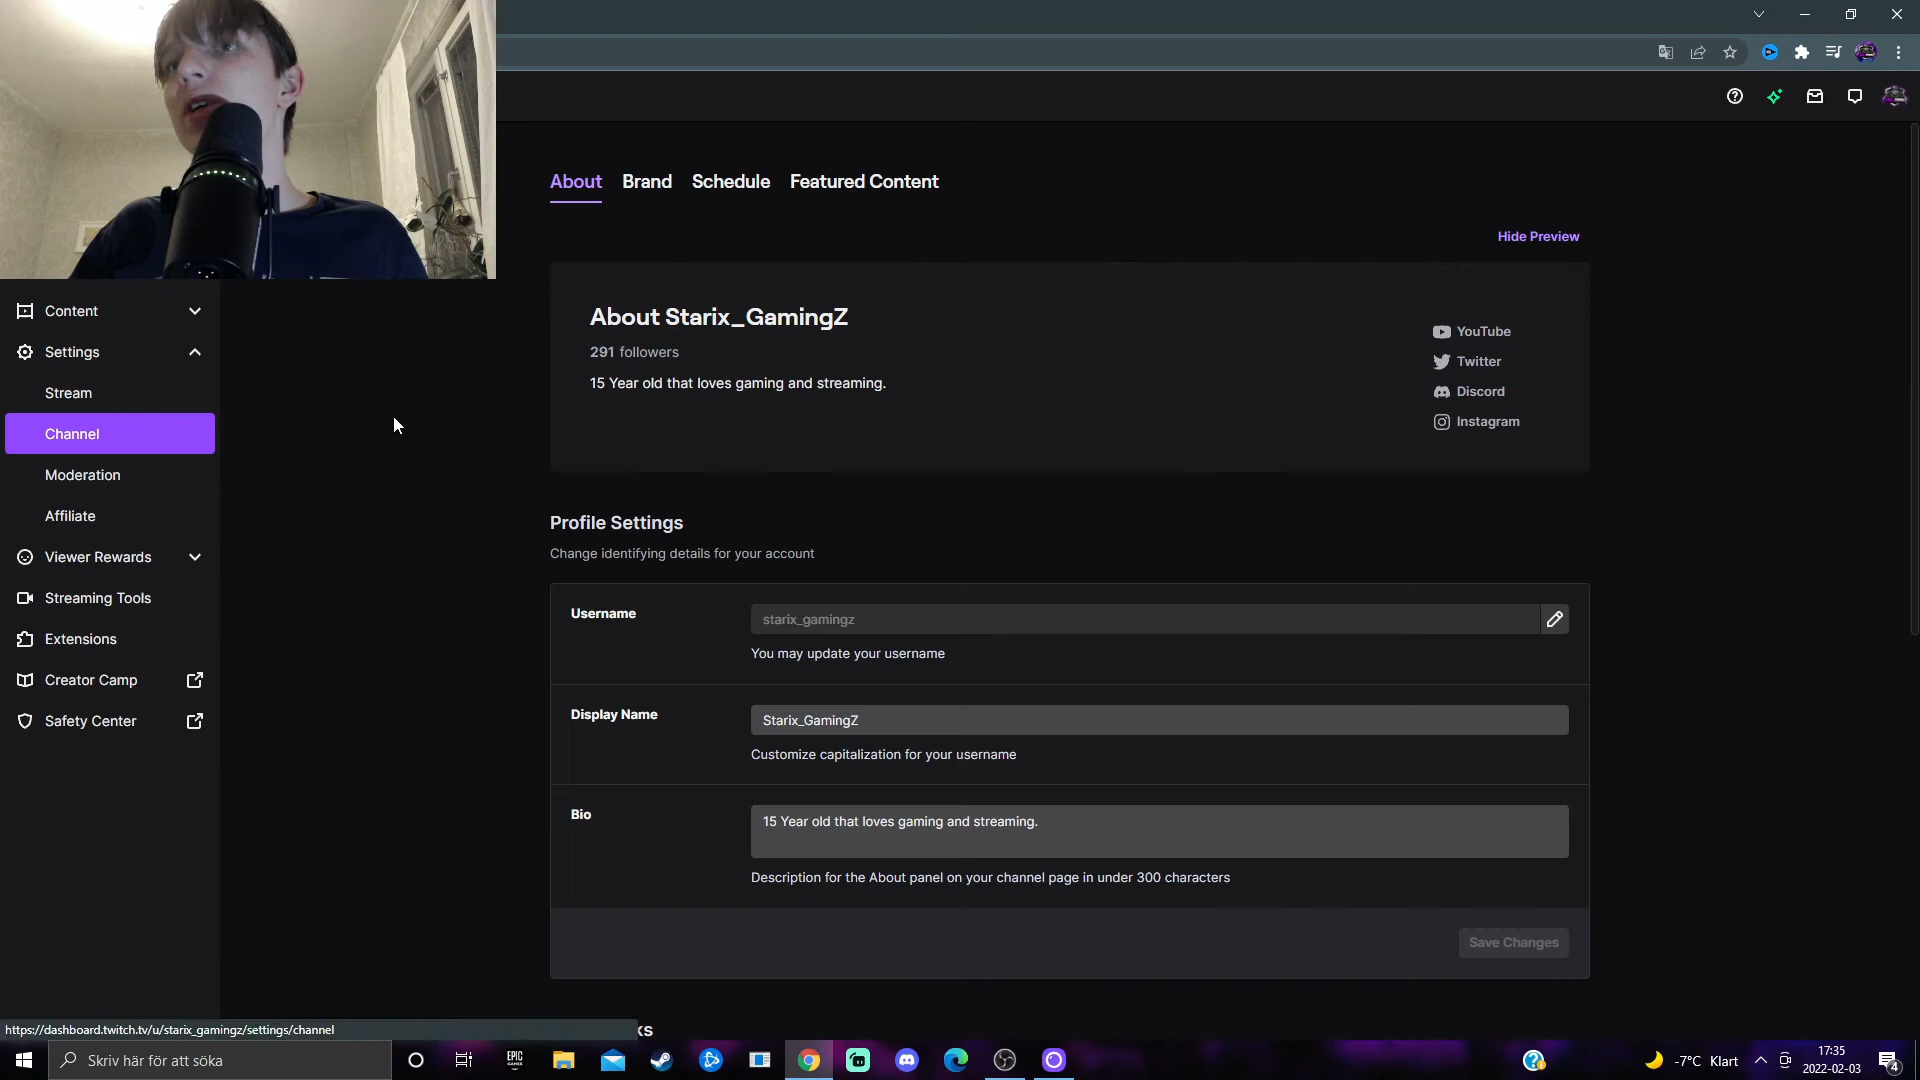 About Brand Schedule Featured Content
Hide Preview
About Starix_GamingZ
291 followers
15 Year old that loves gaming and streaming.
YouTube
Twitter
Discord
Instagram
Content
Settings
Stream
Channel
Moderation
Affiliate
Viewer Rewards
Streaming Tools
Extensions
Creator Camp
Safety Center
Profile Settings
Change identifying details for your account
Username
starix_gamingz
You may update your username
Display Name
Starix_GamingZ
Customize capitalization for your username
Bio
15 Year old that loves gaming and streaming.
Description for the About panel on your channel page in under 300 characters
Save Changes
https://dashboard.twitch.tv/u/starix_gamingz/settings/channel
ks
Skriv här för att söka
EPIC GAMES
-7°C Klart
17:35
2022-02-03
4